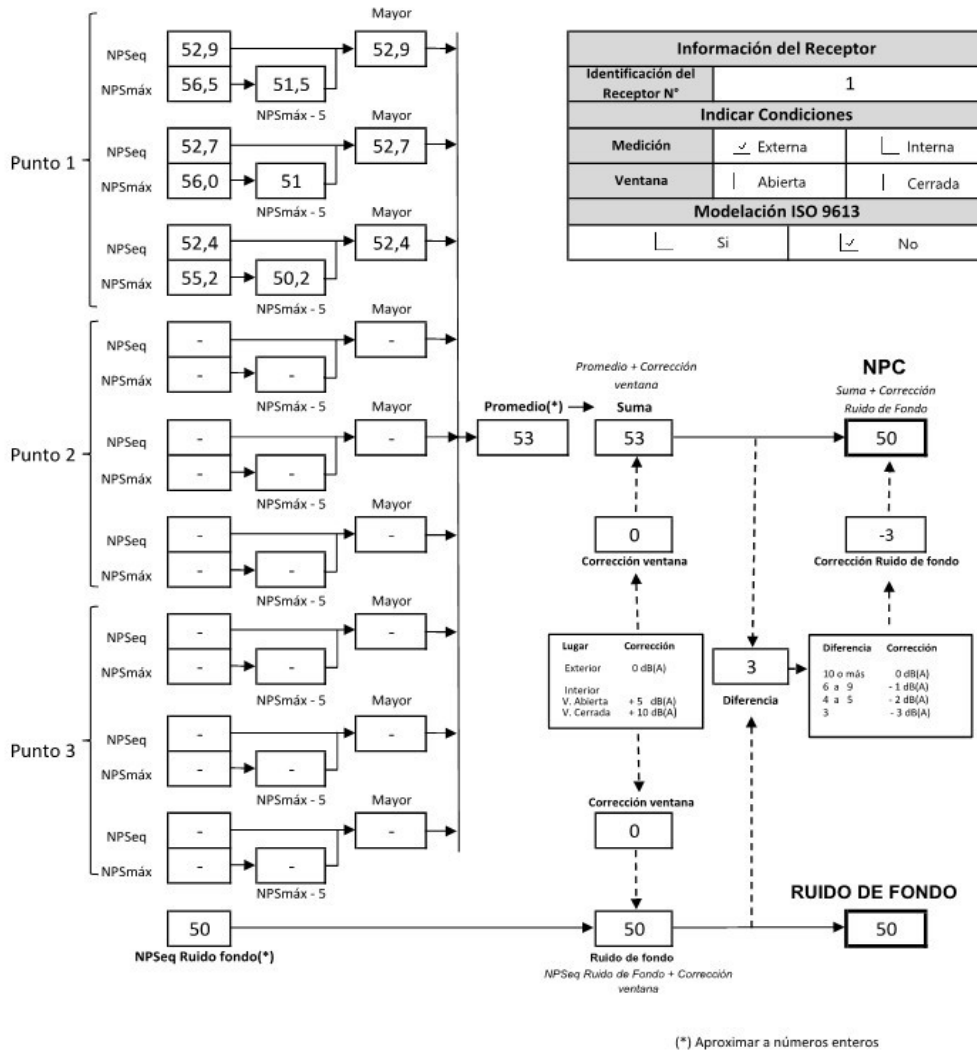 Información del Receptor
Identificación del Receptor N° 1
Indicar Condiciones
Medición ✓ Externa Interna
Ventana Abierta Cerrada
Modelación ISO 9613
Si ✓ No
Punto 1
Mayor
NPSeq 52,9 52,9
NPSmáx 56,5 51,5
NPSmáx - 5
Mayor
NPSeq 52,7 52,7
NPSmáx 56,0 51
NPSmáx - 5
Mayor
NPSeq 52,4 52,4
NPSmáx 55,2 50,2
NPSmáx - 5
Punto 2
Mayor
NPSeq - -
NPSmáx - -
NPSmáx - 5
Mayor
NPSeq - -
NPSmáx - -
NPSmáx - 5
Mayor
NPSeq - -
NPSmáx - -
NPSmáx - 5
Punto 3
Mayor
NPSeq - -
NPSmáx - -
NPSmáx - 5
Mayor
NPSeq - -
NPSmáx - -
NPSmáx - 5
Mayor
NPSeq - -
NPSmáx - -
NPSmáx - 5
50
NPSeq Ruido fondo(*)
Promedio(*)
53
Promedio + Corrección
ventana
Suma
53
0
Corrección ventana
Lugar Corrección
Exterior 0 dB(A)
Interior
V. Abierta + 5 dB(A)
V. Cerrada + 10 dB(A)
Corrección ventana
0
50
Ruido de fondo
NPSeq Ruido de Fondo + Corrección
ventana
3
Diferencia
NPC
Suma + Corrección
Ruido de Fondo
50
-3
Corrección Ruido de fondo
Diferencia Corrección
10 o más 0 dB(A)
6 a 9 - 1 dB(A)
4 a 5 - 2 dB(A)
3 - 3 dB(A)
RUIDO DE FONDO
50
(*) Aproximar a números enteros